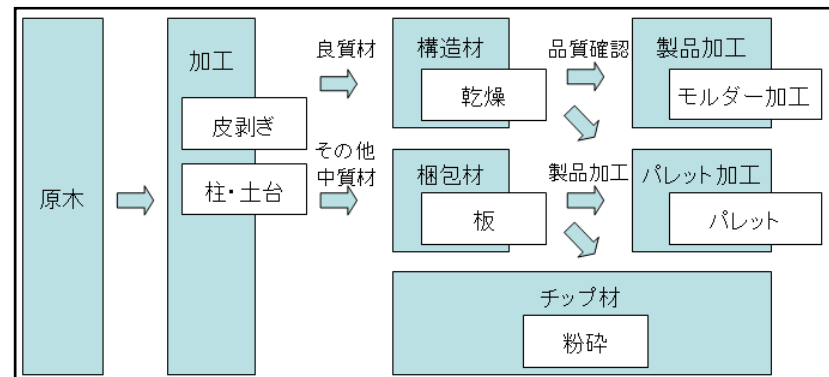 原木
加工
皮剥ぎ
柱・土台
良質材
その他
中質材
構造材
乾燥
品質確認
製品加工
モルダー加工
梱包材
板
製品加工
パレット加工
パレット
チップ材
粉砕